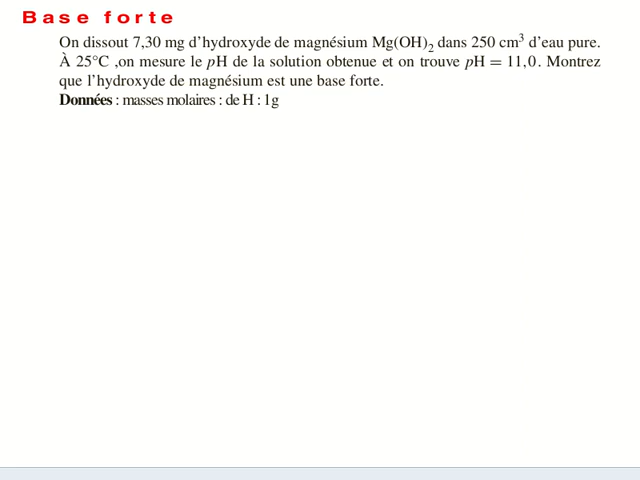 Base forte
On dissout 7,30 mg d'hydroxyde de magnésium Mg(OH)₂ dans 250 cm³ d'eau pure.
À 25°C ,on mesure le pH de la solution obtenue et on trouve pH = 11,0. Montrez
que l'hydroxyde de magnésium est une base forte.
Données : masses molaires : de H : 1g